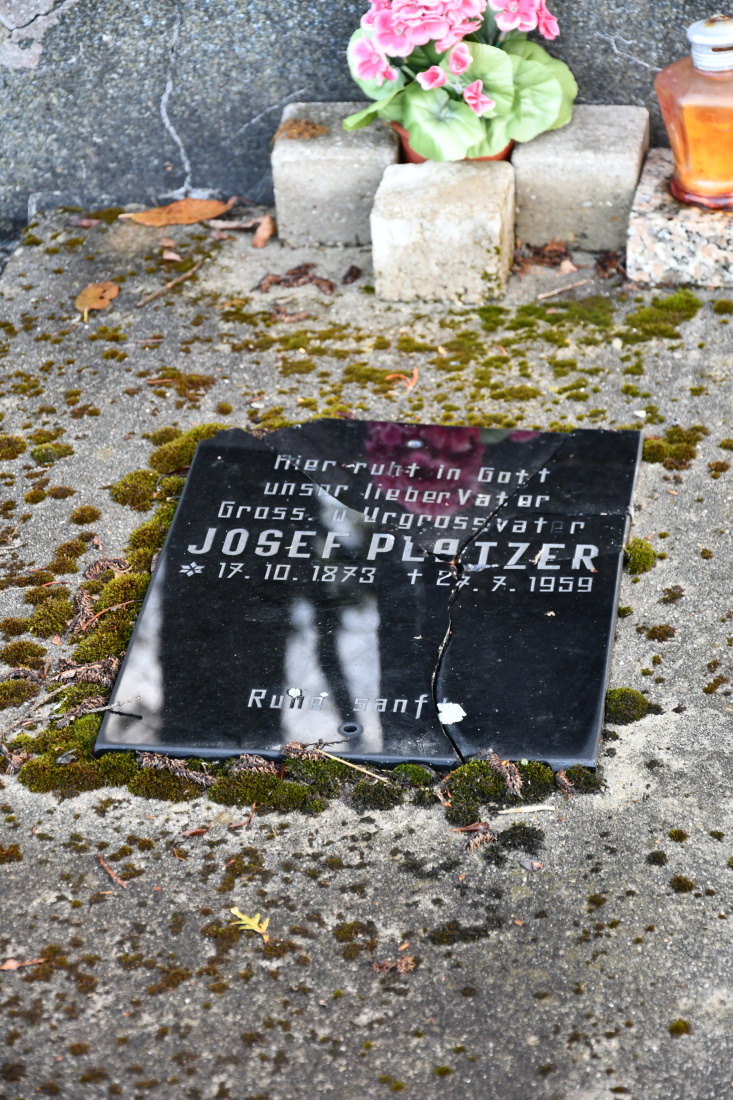 Hier ruht in Gott
unser lieber Vater
Gross. u Urgrossvater
JOSEF PLATZER
* 17. 10. 1873 † 27. 7. 1959
Ruhe sanft